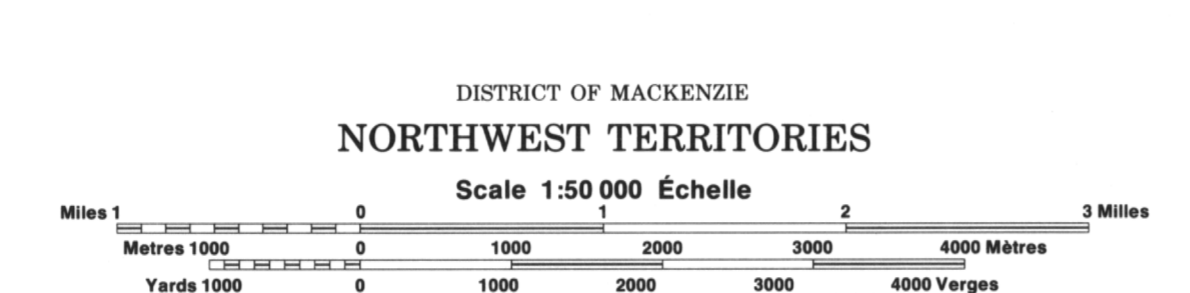 DISTRICT OF MACKENZIE
NORTHWEST TERRITORIES
Scale 1:50 000 Échelle
Miles 1 0 1 2 3 Milles
Metres 1000 0 1000 2000 3000 4000 Mètres
Yards 1000 0 1000 2000 3000 4000 Verges